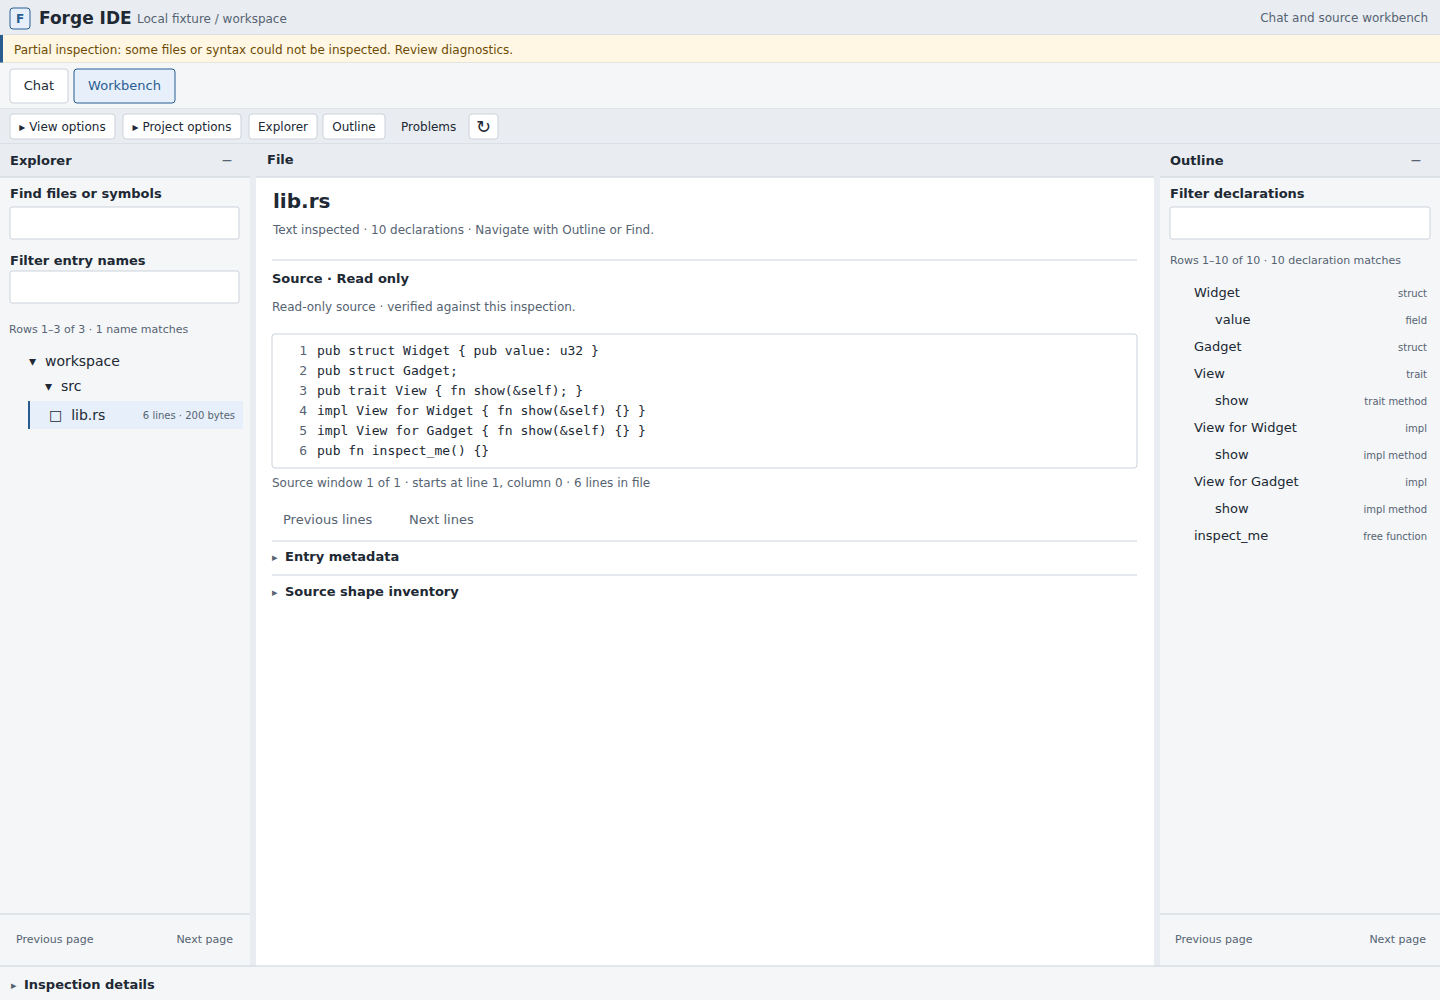 F Forge IDE Local fixture / workspace Chat and source workbench
Partial inspection: some files or syntax could not be inspected. Review diagnostics.
Chat Workbench
▸ View options ▸ Project options Explorer Outline Problems ↻
Explorer −
Find files or symbols
Filter entry names
Rows 1–3 of 3 · 1 name matches
▾ workspace
▾ src
□ lib.rs 6 lines · 200 bytes
Previous page Next page
File
lib.rs
Text inspected · 10 declarations · Navigate with Outline or Find.
Source · Read only
Read-only source · verified against this inspection.
1 pub struct Widget { pub value: u32 }
2 pub struct Gadget;
3 pub trait View { fn show(&self); }
4 impl View for Widget { fn show(&self) {} }
5 impl View for Gadget { fn show(&self) {} }
6 pub fn inspect_me() {}
Source window 1 of 1 · starts at line 1, column 0 · 6 lines in file
Previous lines Next lines
▸ Entry metadata
▸ Source shape inventory
Outline −
Filter declarations
Rows 1–10 of 10 · 10 declaration matches
Widget struct
value field
Gadget struct
View trait
show trait method
View for Widget impl
show impl method
View for Gadget impl
show impl method
inspect_me free function
Previous page Next page
▸ Inspection details